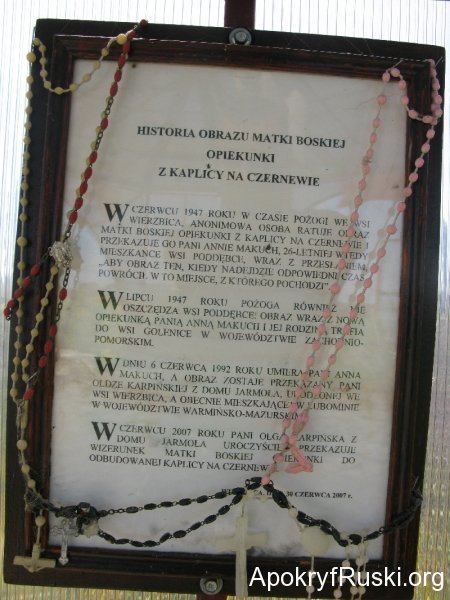 HISTORIA OBRAZU MATKI BOSKIEJ
OPIEKUNKI
Z KAPLICY NA CZERNEWIE
W CZERWCU 1947 ROKU W CZASIE POŻOGI WE WSI
WIERZBICA, ANONIMOWA OSOBA RATUJE OBRAZ
MATKI BOSKIEJ OPIEKUNKI Z KAPLICY NA CZERNEWIE I
PRZEKAZUJE GO PANI ANNIE MAKUCH, 26-LETNIEJ WTEDY
MIESZKANCE WSI PODDĘBCE, WRAZ Z PRZESŁANIEM,
„ABY OBRAZ TEN, KIEDY NADEJDZIE ODPOWIEDNI CZAS
POWRÓCIŁ W TO MIEJSCE, Z KTÓREGO POCHODZI”.
W LIPCU 1947 ROKU POŻOGA RÓWNIEŻ NIE
OSZCZĘDZA WSI PODDĘBCE: OBRAZ WRAZ Z NOWĄ
OPIEKUNKĄ PANIĄ ANNĄ MAKUCH I JEJ RODZINĄ TRAFIA
DO WSI GOLENICE W WOJEWÓDZTWIE ZACHODNIO-
POMORSKIM.
W DNIU 6 CZERWCA 1992 ROKU UMIERA PANI ANNA
MAKUCH, A OBRAZ ZOSTAJE PRZEKAZANY PANI
OLDZE KARPIŃSKIEJ Z DOMU JARMOŁA, URODZONEJ WE
WSI WIERZBICA, A OBECNIE MIESZKAJĄCEJ W LUBOMINIE
W WOJEWÓDZTWIE WARMIŃSKO-MAZURSKIM.
W CZERWCU 2007 ROKU PANI OLGA KARPIŃSKA Z
DOMU JARMOŁA UROCZYŚCIE PRZEKAZUJE
WIZERUNEK MATKI BOSKIEJ OPIEKUNKI DO
ODBUDOWANEJ KAPLICY NA CZERNEWIE
30 CZERWCA 2007 r.
ApokryfRuski.org